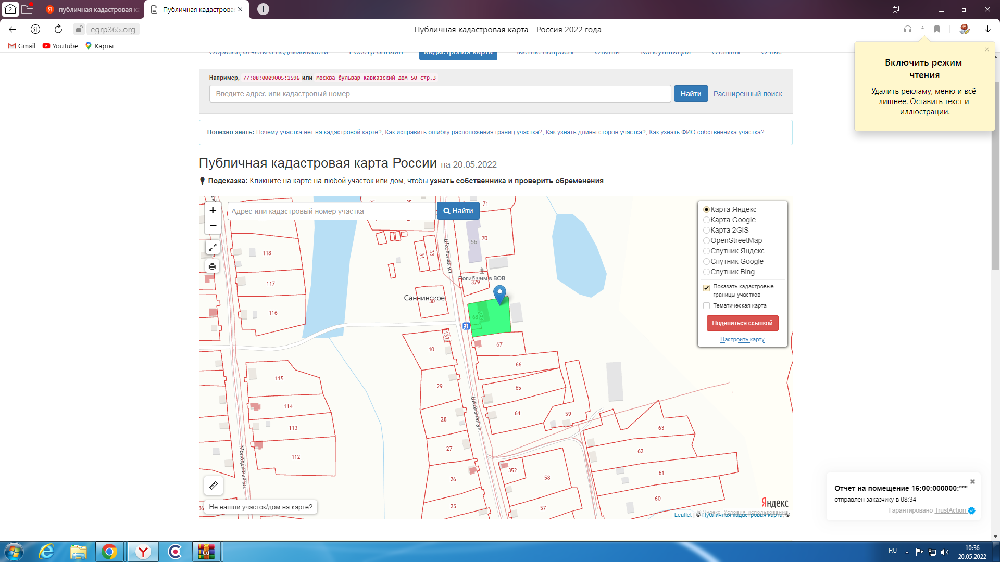 2
публичная кадастровая к
Публичная кадастрова
egrp365.org
Публичная кадастровая карта - Россия 2022 года
Gmail
YouTube
Карты
Образец отчета о недвижимости
Реестр онлайн
Кадастровая карта
Частые вопросы
Статьи
Консультации
Отзывы
О нас
Включить режим
чтения
Удалить рекламу, меню и всё
лишнее. Оставить текст и
иллюстрации.
Например, 77:08:0009005:1596 или Москва бульвар Кавказский дом 50 стр.3
Введите адрес или кадастровый номер
Найти
Расширенный поиск
Полезно знать: Почему участка нет на кадастровой карте?, Как исправить ошибку расположения границ участка?, Как узнать длины сторон участка?, Как узнать ФИО собственника участка?
Публичная кадастровая карта России на 20.05.2022
Подсказка: Кликните на карте на любой участок или дом, чтобы узнать собственника и проверить обременения.
+
−
Адрес или кадастровый номер участка
Найти
71
70
56
118
117
116
31
33
Школьная ул.
Погибшим в ВОВ
379
Саннинское
30
68
293
137
67
10
66
115
29
65
114
64
59
28
113
63
Школьная ул.
27
62
112
Молодёжная ул.
26
352
58
61
60
25
57
86
Карта Яндекс
Карта Google
Карта 2GIS
OpenStreetMap
Спутник Яндекс
Спутник Google
Спутник Bing
Показать кадастровые
границы участков
Тематическая карта
Поделиться ссылкой
Настроить карту
Не нашли участок/дом на карте?
Яндекс
© Яндекс Условия использования
Leaflet | © Публичная кадастровая карта, ©
Отчет на помещение 16:00:000000:***
отправлен заказчику в 08:34
Гарантировано TrustAction
RU
10:36
20.05.2022